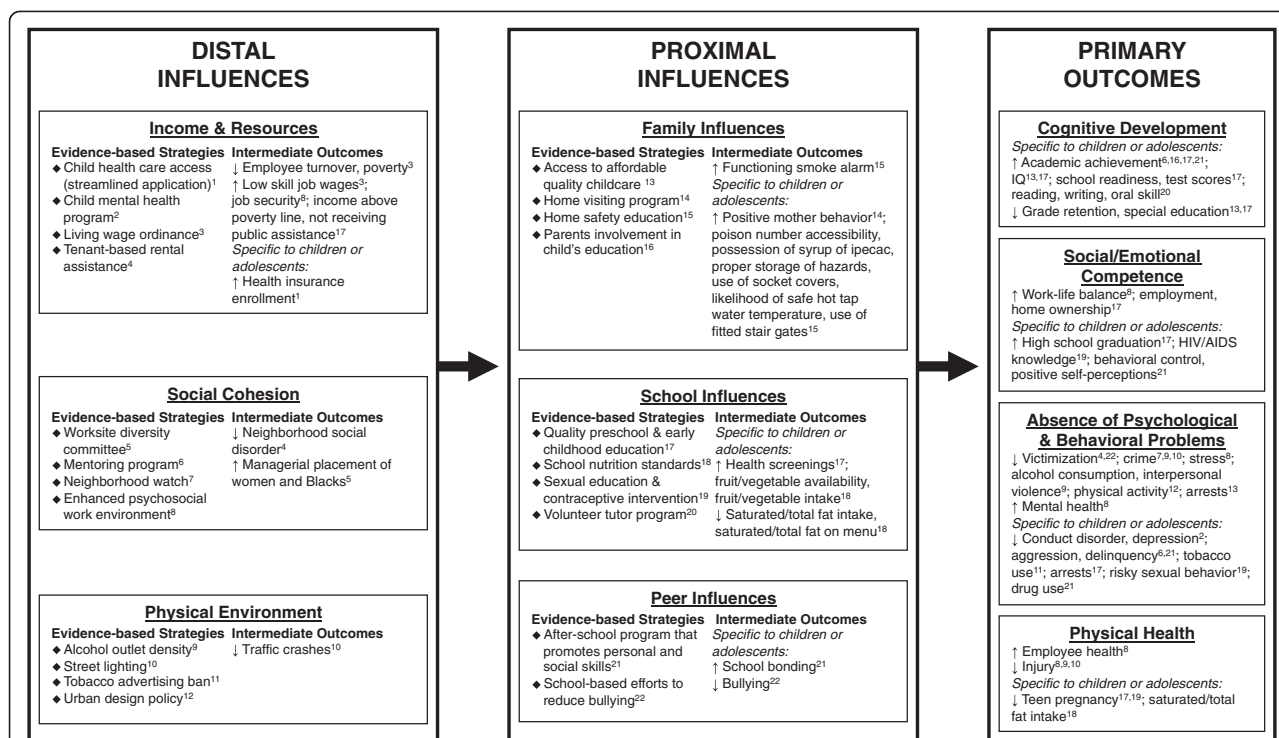 DISTAL
INFLUENCES
Income & Resources
Evidence-based Strategies
◆ Child health care access
(streamlined application)¹
◆ Child mental health
program²
◆ Living wage ordinance³
◆ Tenant-based rental
assistance⁴
Intermediate Outcomes
↓ Employee turnover, poverty³
↑ Low skill job wages³;
job security⁸; income above
poverty line, not receiving
public assistance¹⁷
Specific to children or
adolescents:
↑ Health insurance
enrollment¹
Social Cohesion
Evidence-based Strategies
◆ Worksite diversity
committee⁵
◆ Mentoring program⁶
◆ Neighborhood watch⁷
◆ Enhanced psychosocial
work environment⁸
Intermediate Outcomes
↓ Neighborhood social
disorder⁴
↑ Managerial placement of
women and Blacks⁵
Physical Environment
Evidence-based Strategies
◆ Alcohol outlet density⁹
◆ Street lighting¹⁰
◆ Tobacco advertising ban¹¹
◆ Urban design policy¹²
Intermediate Outcomes
↓ Traffic crashes¹⁰
PROXIMAL
INFLUENCES
Family Influences
Evidence-based Strategies
◆ Access to affordable
quality childcare ¹³
◆ Home visiting program¹⁴
◆ Home safety education¹⁵
◆ Parents involvement in
child's education¹⁶
Intermediate Outcomes
↑ Functioning smoke alarm¹⁵
Specific to children or
adolescents:
↑ Positive mother behavior¹⁴;
poison number accessibility,
possession of syrup of ipecac,
proper storage of hazards,
use of socket covers,
likelihood of safe hot tap
water temperature, use of
fitted stair gates¹⁵
School Influences
Evidence-based Strategies
◆ Quality preschool & early
childhood education¹⁷
◆ School nutrition standards¹⁸
◆ Sexual education &
contraceptive intervention¹⁹
◆ Volunteer tutor program²⁰
Intermediate Outcomes
Specific to children or
adolescents:
↑ Health screenings¹⁷;
fruit/vegetable availability,
fruit/vegetable intake¹⁸
↓ Saturated/total fat intake,
saturated/total fat on menu¹⁸
Peer Influences
Evidence-based Strategies
◆ After-school program that
promotes personal and
social skills²¹
◆ School-based efforts to
reduce bullying²²
Intermediate Outcomes
Specific to children or
adolescents:
↑ School bonding²¹
↓ Bullying²²
PRIMARY
OUTCOMES
Cognitive Development
Specific to children or adolescents:
↑ Academic achievement⁶,¹⁶,¹⁷,²¹;
IQ¹³,¹⁷; school readiness, test scores¹⁷;
reading, writing, oral skill²⁰
↓ Grade retention, special education¹³,¹⁷
Social/Emotional
Competence
↑ Work-life balance⁸; employment,
home ownership¹⁷
Specific to children or adolescents:
↑ High school graduation¹⁷; HIV/AIDS
knowledge¹⁹; behavioral control,
positive self-perceptions²¹
Absence of Psychological
& Behavioral Problems
↓ Victimization⁴,²²; crime⁷,⁹,¹⁰; stress⁸;
alcohol consumption, interpersonal
violence⁹; physical activity¹²; arrests¹³
↑ Mental health⁸
Specific to children or adolescents:
↓ Conduct disorder, depression²;
aggression, delinquency⁶,²¹; tobacco
use¹¹; arrests¹⁷; risky sexual behavior¹⁹;
drug use²¹
Physical Health
↑ Employee health⁸
↓ Injury⁸,⁹,¹⁰
Specific to children or adolescents:
↓ Teen pregnancy¹⁷,¹⁹; saturated/total
fat intake¹⁸